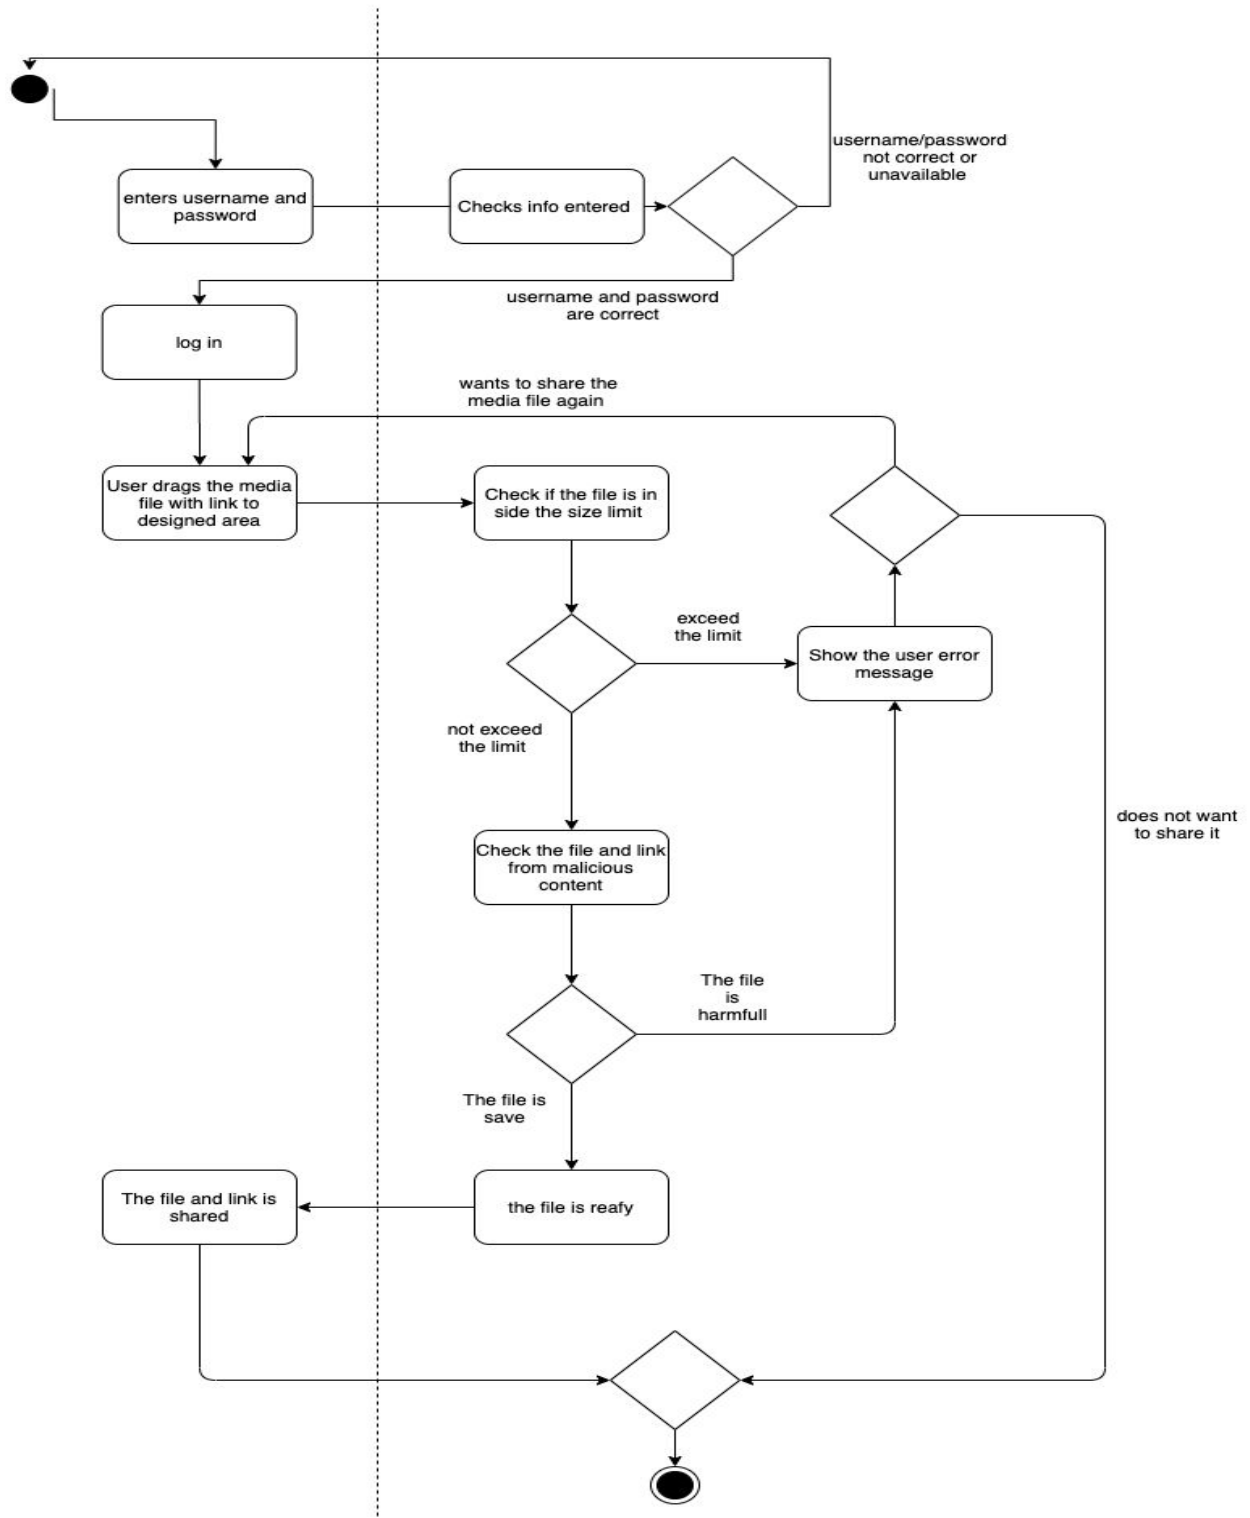 username/password
not correct or
unavailable
enters username and
password
Checks info entered
username and password
are correct
log in
wants to share the
media file again
User drags the media
file with link to
designed area
Check if the file is in
side the size limit
exceed
the limit
Show the user error
message
not exceed
the limit
does not want
to share it
Check the file and link
from malicious
content
The file
is
harmfull
The file is
save
The file and link is
shared
the file is reafy